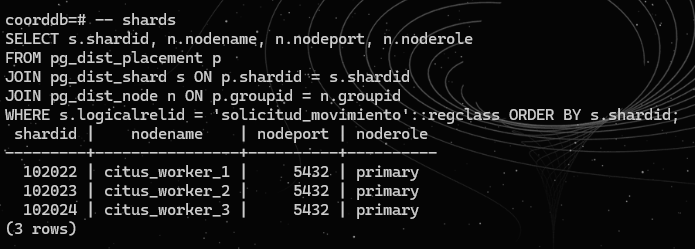 coorddb=# -- shards
SELECT s.shardid, n.nodename, n.nodeport, n.noderole
FROM pg_dist_placement p
JOIN pg_dist_shard s ON p.shardid = s.shardid
JOIN pg_dist_node n ON p.groupid = n.groupid
WHERE s.logicalrelid = 'solicitud_movimiento'::regclass ORDER BY s.shardid;
 shardid |    nodename    | nodeport | noderole
---------+----------------+----------+----------
  102022 | citus_worker_1 |     5432 | primary
  102023 | citus_worker_2 |     5432 | primary
  102024 | citus_worker_3 |     5432 | primary
(3 rows)